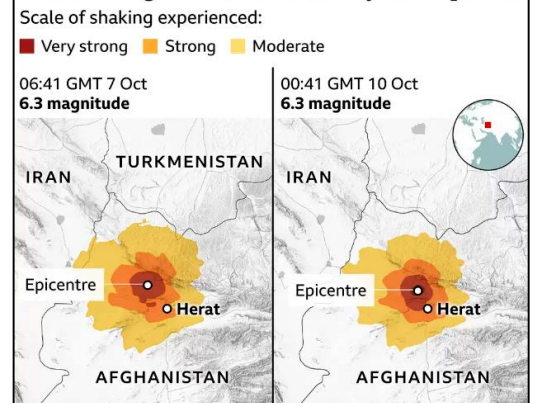 Scale of shaking experienced:
Very strong Strong Moderate
06:41 GMT 7 Oct
6.3 magnitude
IRAN
TURKMENISTAN
Epicentre
Herat
AFGHANISTAN
00:41 GMT 10 Oct
6.3 magnitude
IRAN
Epicentre
Herat
AFGHANISTAN